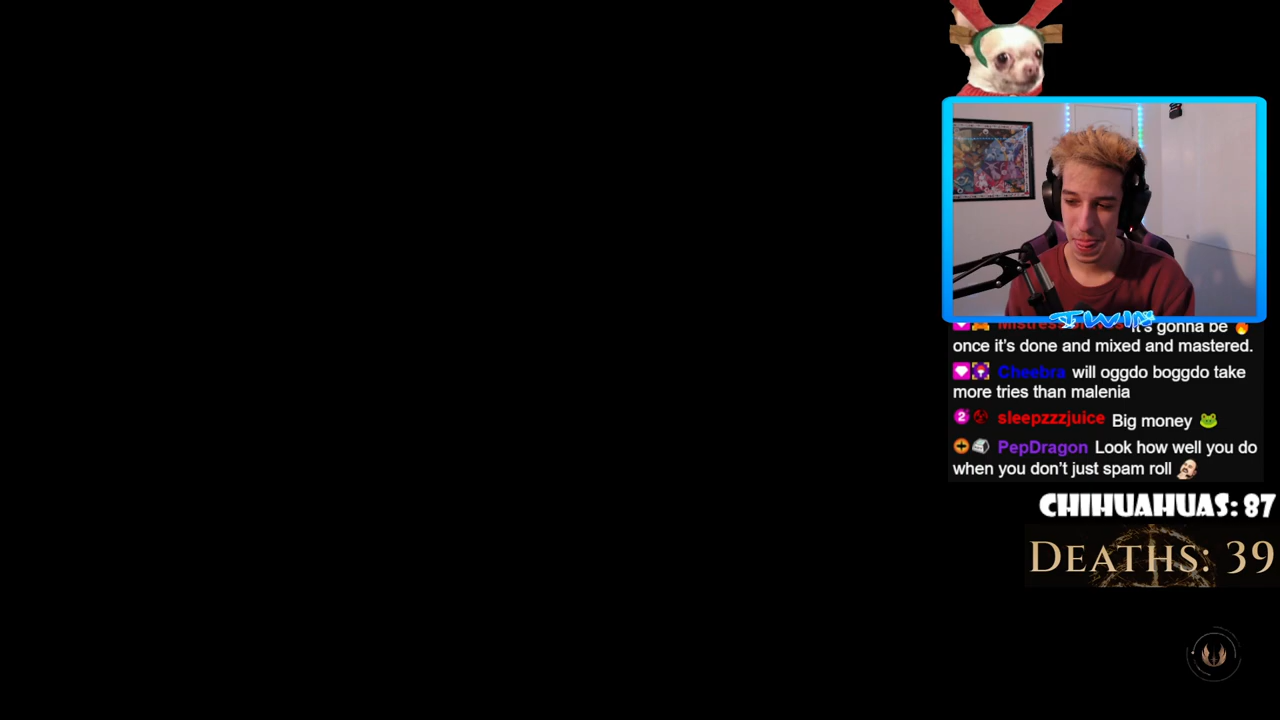 TWIN
it's gonna be
once it's done and mixed and mastered.
Cheebra will oggdo boggdo take
more tries than malenia
2 sleepzzzjuice Big money
PepDragon Look how well you do
when you don't just spam roll
CHIHUAHUAS: 87
DEATHS: 39